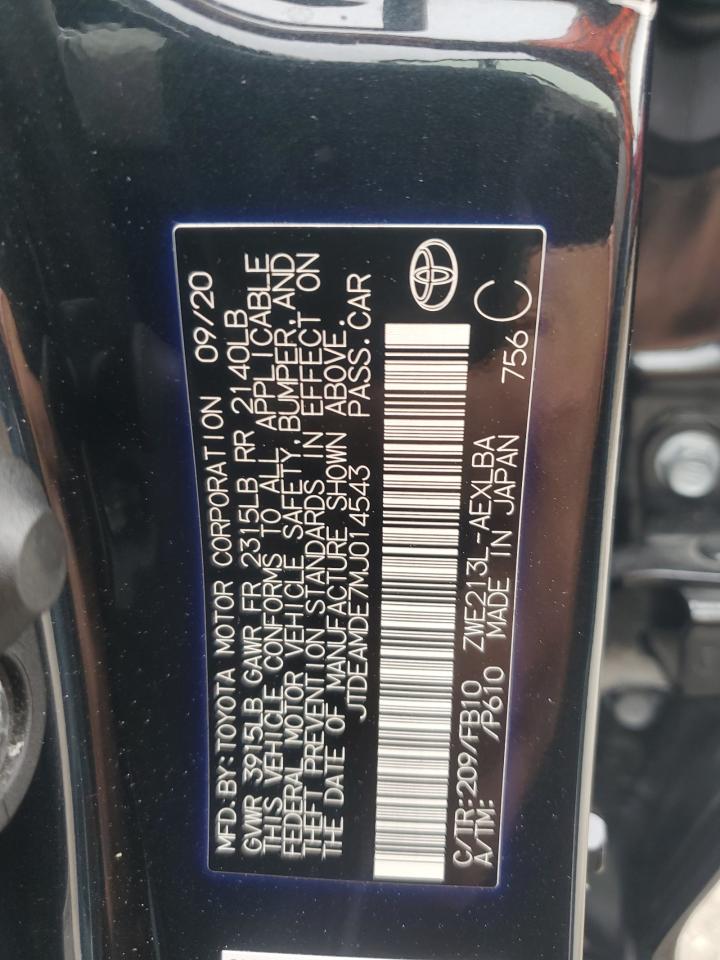 MFD.BY:TOYOTA MOTOR CORPORATION 09/20
GVWR 3915LB GAWR FR 2315LB RR 2140LB
THIS VEHICLE CONFORMS TO ALL APPLICABLE
FEDERAL MOTOR VEHICLE SAFETY,BUMPER,AND
THEFT PREVENTION STANDARDS IN EFFECT ON
THE DATE OF MANUFACTURE SHOWN ABOVE.
JTDEAMDE7MJ014543 PASS.CAR
C/TR:209/FB10 ZWE213L-AEXLBA
A/TM: /P610 MADE IN JAPAN 756 C